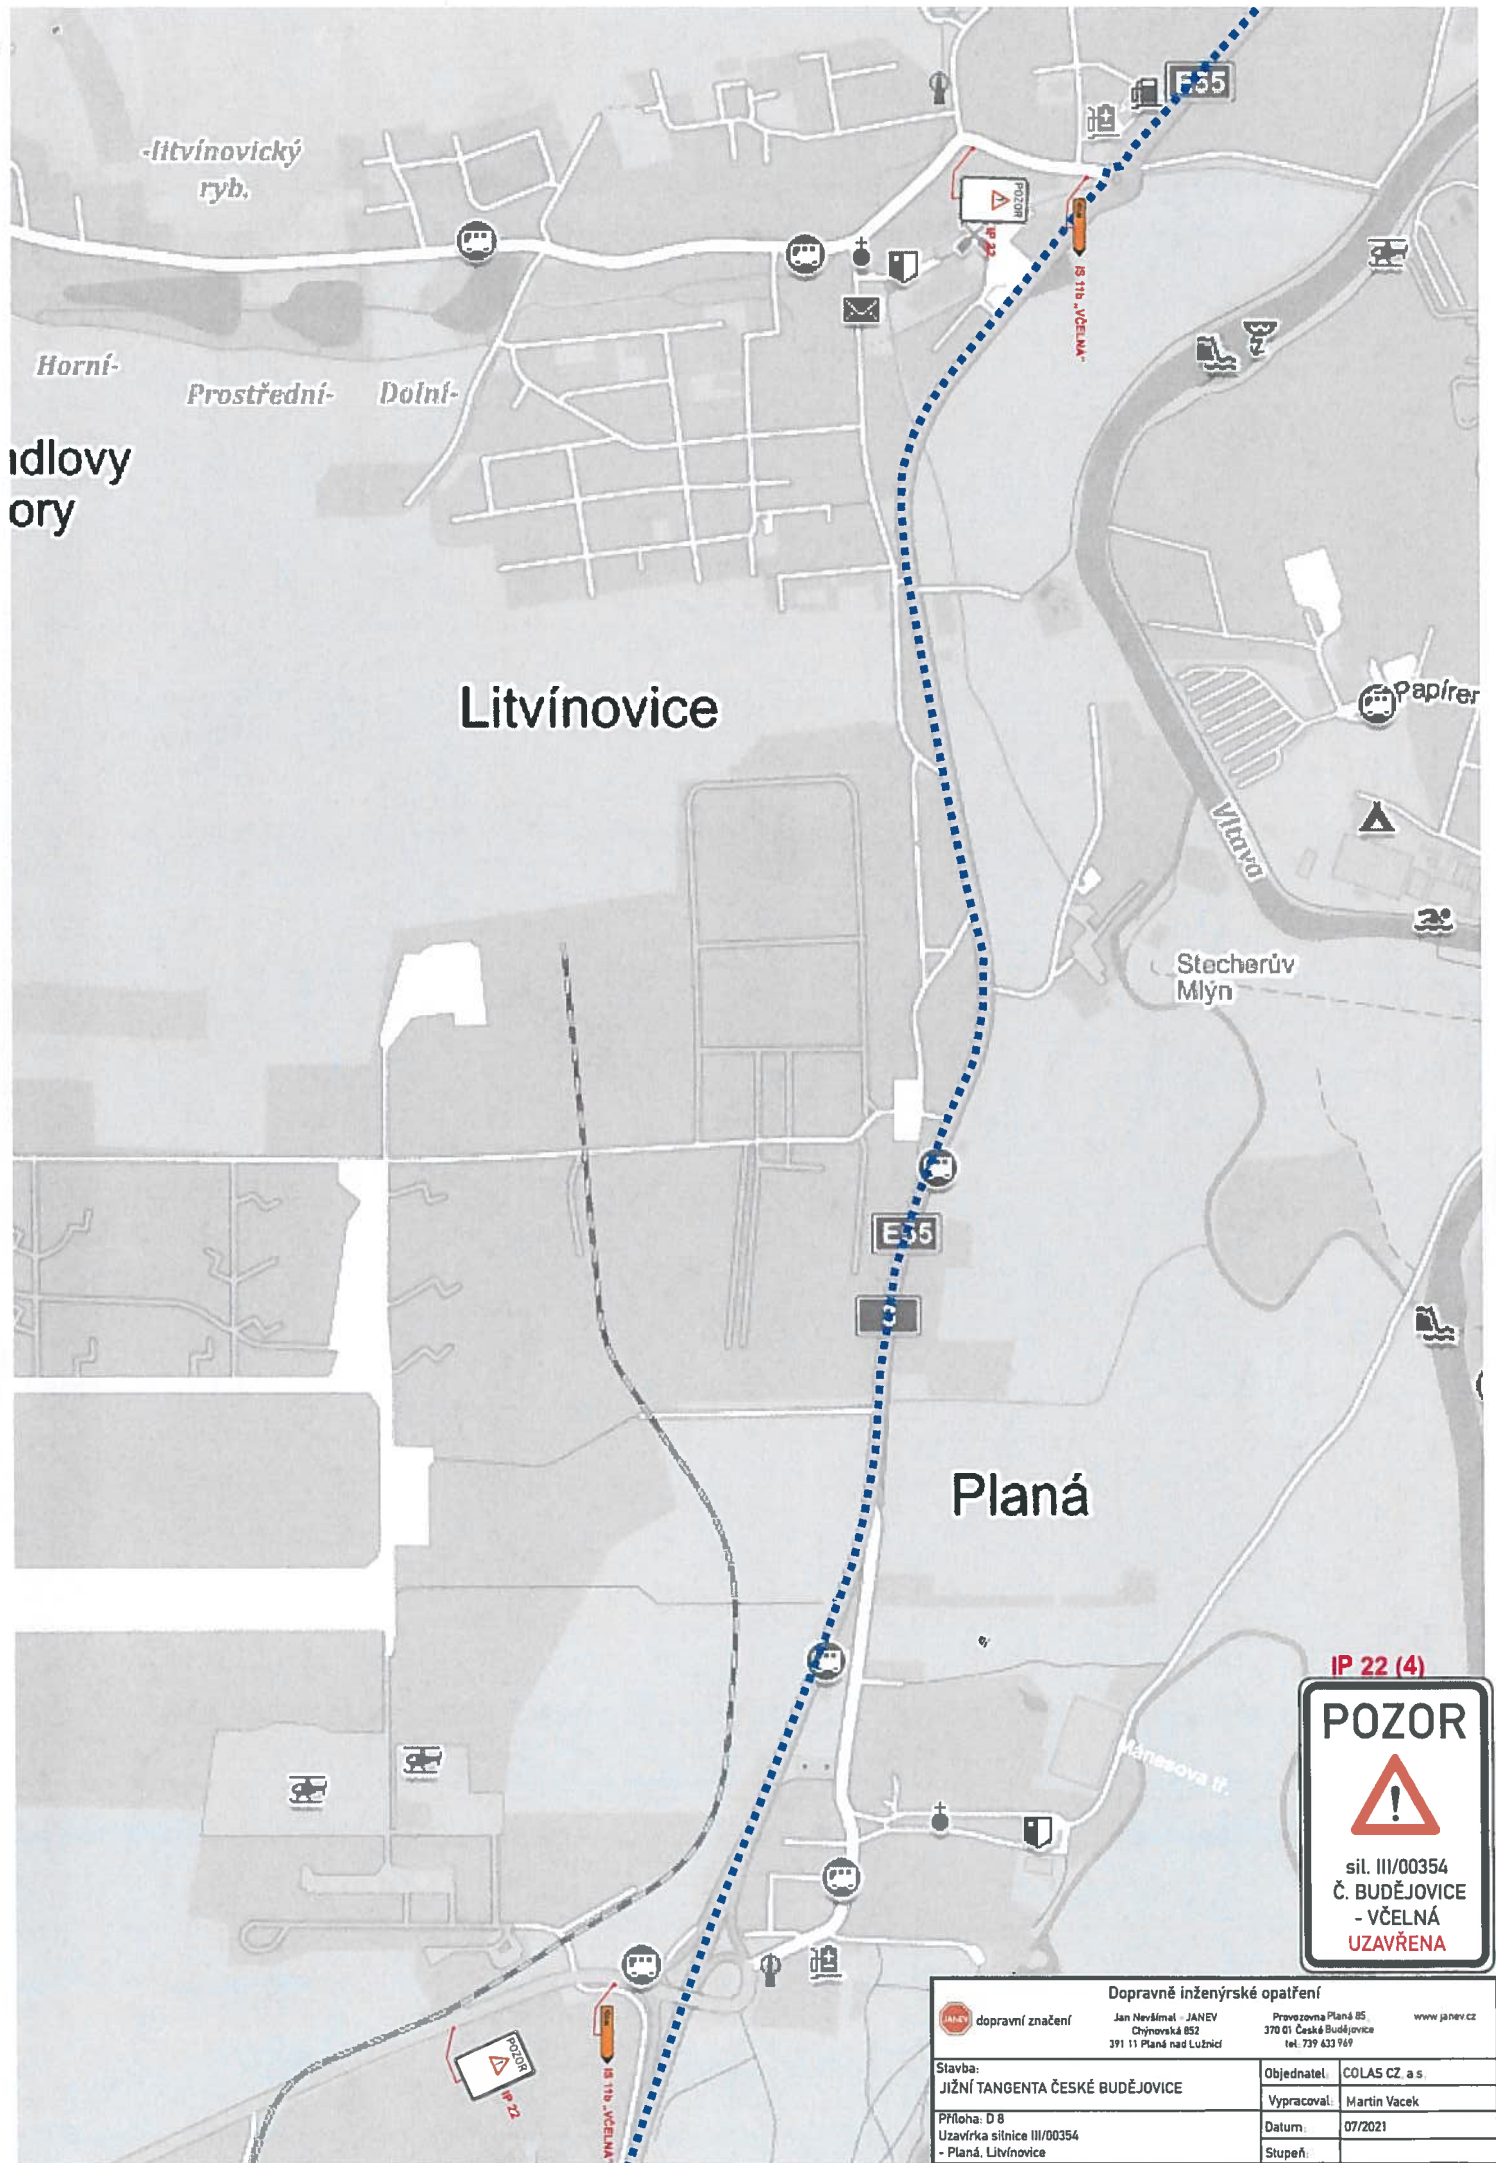 E55
-litvínovický
ryb.
POZOR
IP 22
IS 11b „VČELNÁ"
Horní-
Prostřední-
Dolní-
dlovy
ory
Litvínovice
Papírer
Vltava
Stecherův
Mlýn
E55
3
Planá
Mánesova tř.
IP 22 (4)
POZOR
!
sil. III/00354
Č. BUDĚJOVICE
- VČELNÁ
UZAVŘENA
POZOR
IP 22
IS 11b „VČELNÁ"
Dopravně inženýrské opatření
JANEV
dopravní značení
Jan Nevšímal - JANEV
Chýnovská 852
391 11 Planá nad Lužnicí
Provozovna Planá 85,
370 01 České Budějovice
tel: 739 633 969
www.janev.cz
Stavba:
JIŽNÍ TANGENTA ČESKÉ BUDĚJOVICE
Objednatel: COLAS CZ, a.s.
Vypracoval: Martin Vacek
Příloha: D 8
Uzavírka silnice III/00354
- Planá, Litvínovice
Datum: 07/2021
Stupeň: